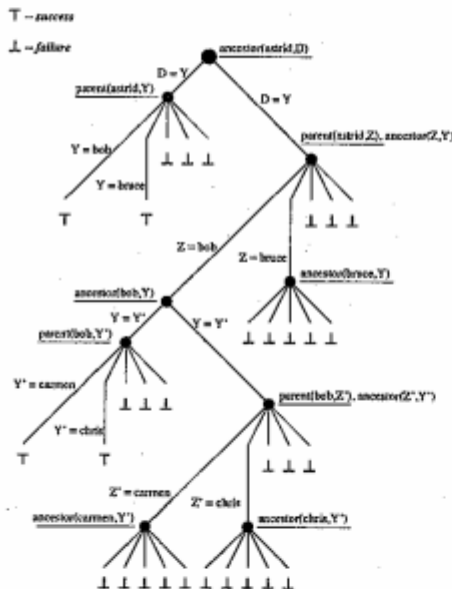 ⊤ -- success
⊥ -- failure
ancestor(astrid,D)
D = Y
parent(astrid,Y)
D = Y
parent(astrid,Z), ancestor(Z,Y)
Y = bob
⊥ ⊥ ⊥
Y = bruce
⊥ ⊥ ⊥
⊤ ⊤
Z = bob
Z = bruce
ancestor(bob,Y)
ancestor(bruce,Y)
Y = Y'
Y = Y'
parent(bob,Y')
⊥ ⊥ ⊥ ⊥ ⊥ ⊥
Y' = carmen
⊥ ⊥ ⊥
parent(bob,Z'), ancestor(Z',Y')
Y' = chris
⊤ ⊤
⊥ ⊥ ⊥
Z' = carmen
Z' = chris
ancestor(carmen,Y')
ancestor(chris,Y')
⊥ ⊥ ⊥ ⊥ ⊥ ⊥ ⊥ ⊥ ⊥ ⊥ ⊥ ⊥